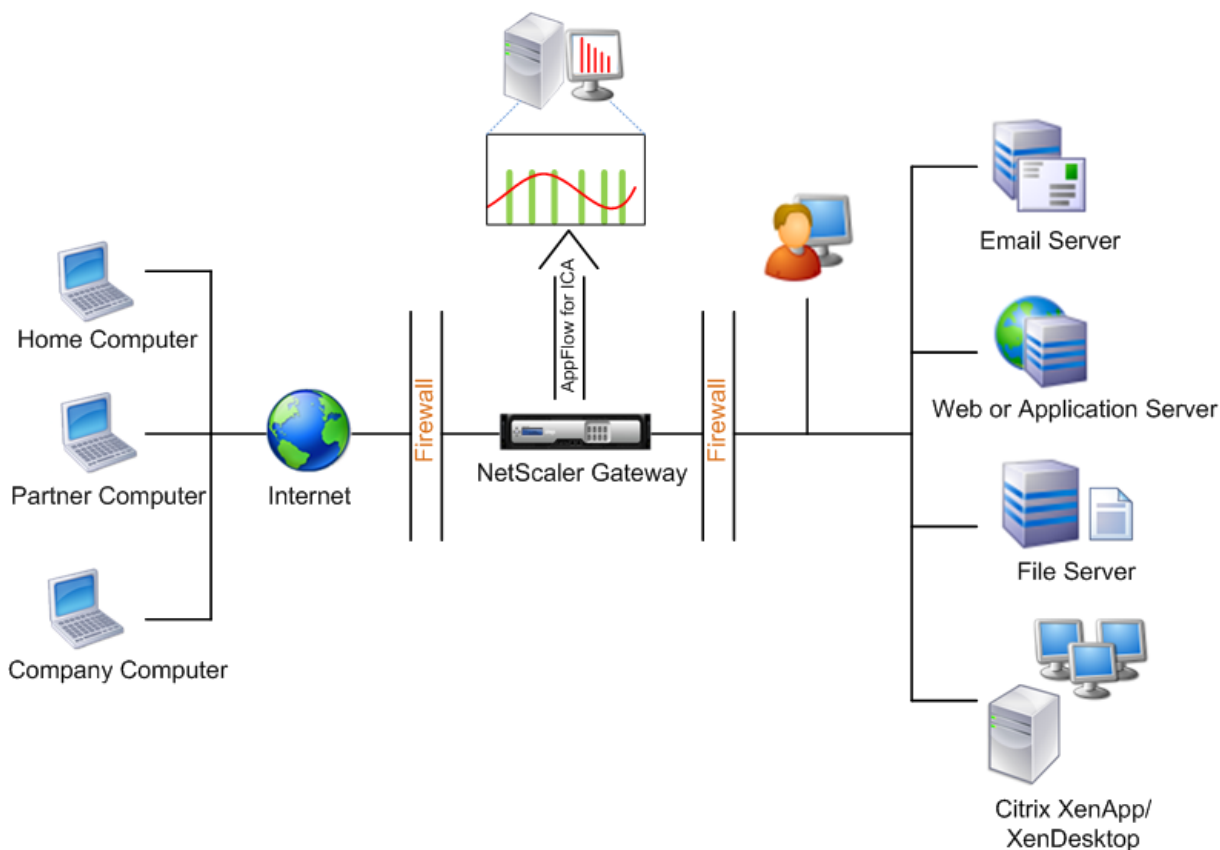 AppFlow for ICA
Home Computer
Partner Computer
Company Computer
Internet
Firewall
NetScaler Gateway
Firewall
Email Server
Web or Application Server
File Server
Citrix XenApp/
XenDesktop